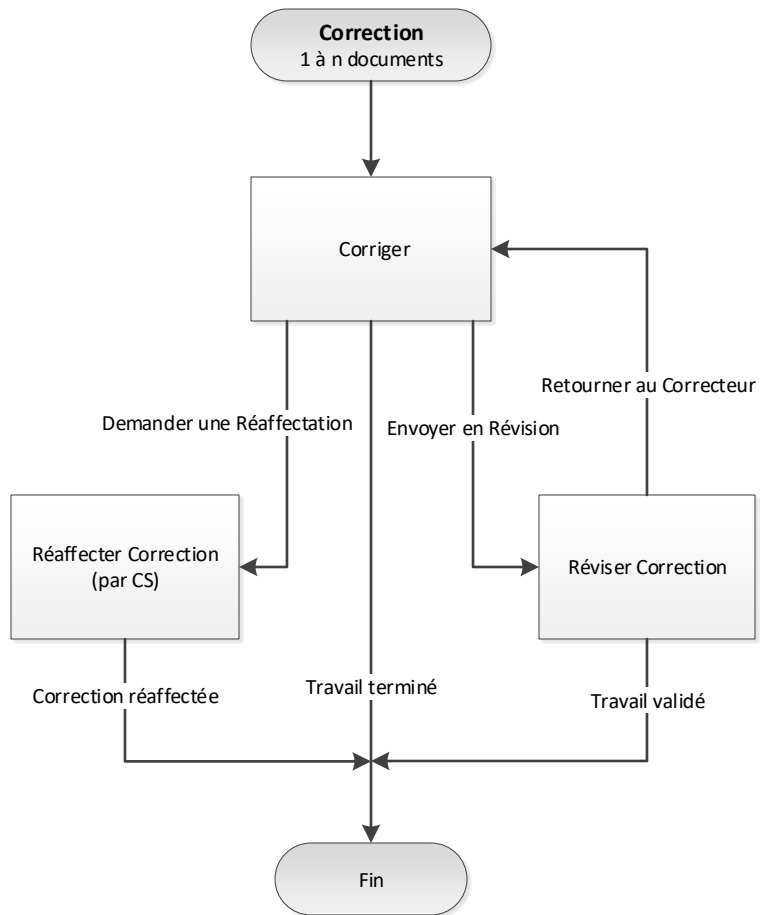 Correction
1 à n documents
Corriger
Retourner au Correcteur
Demander une Réaffectation
Envoyer en Révision
Réaffecter Correction
(par CS)
Réviser Correction
Correction réaffectée
Travail terminé
Travail validé
Fin